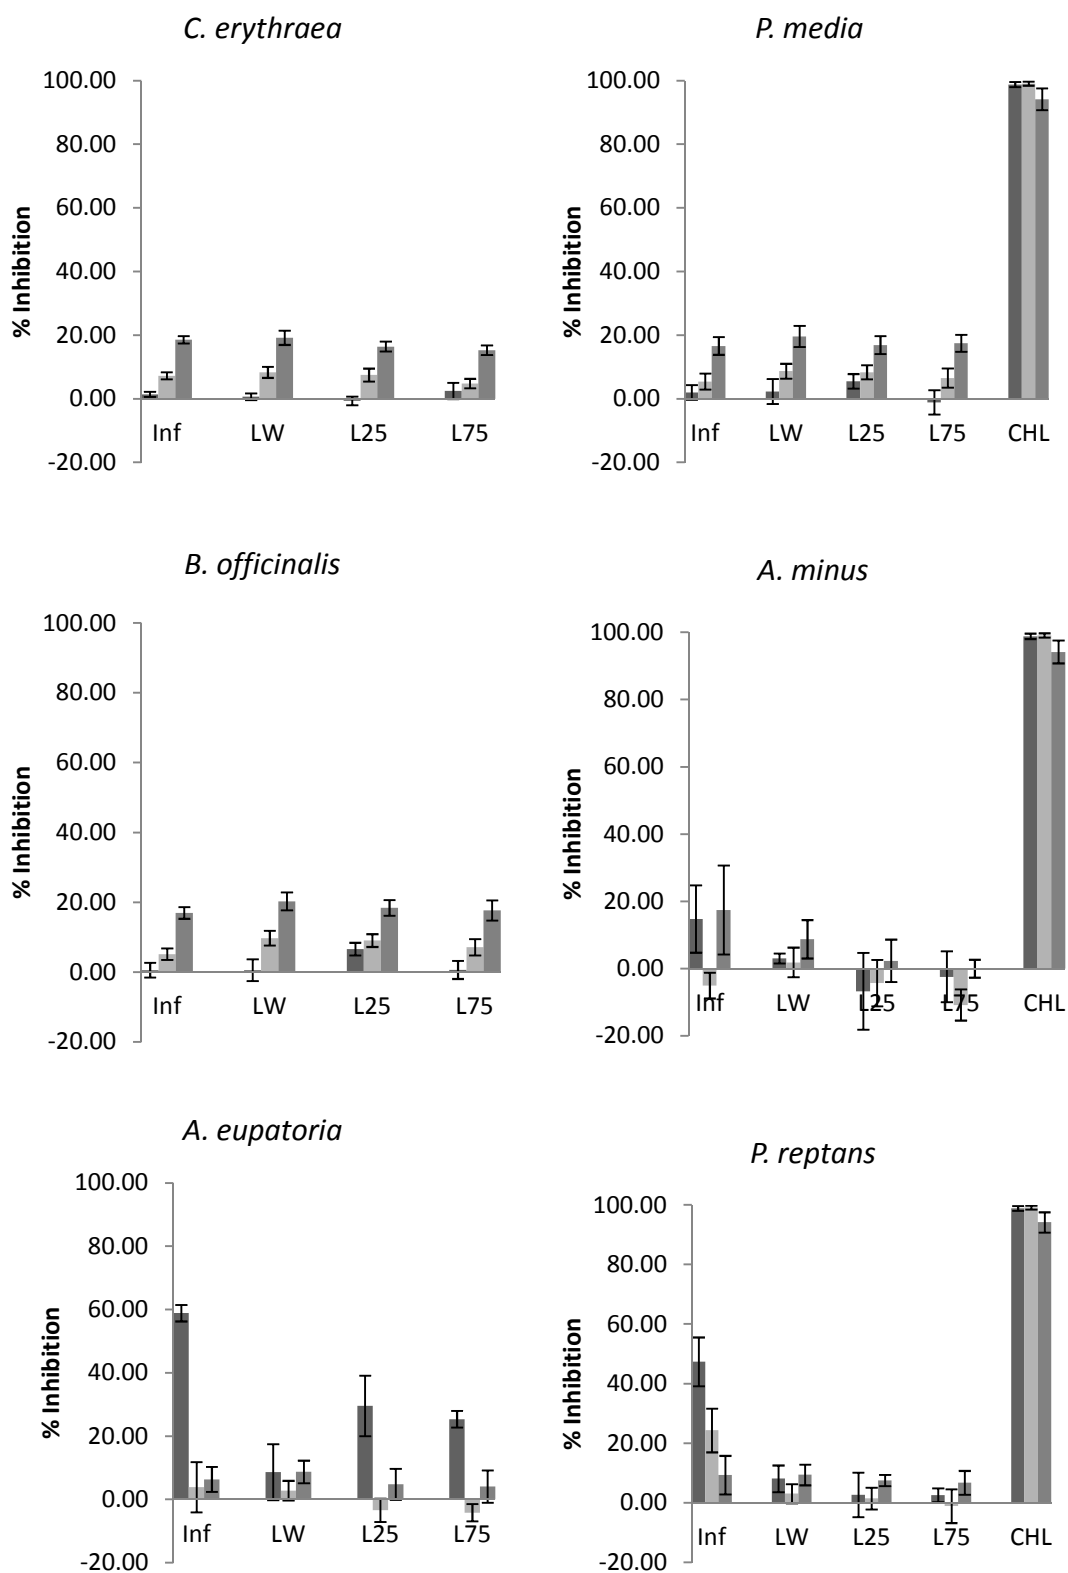 C. erythraea
100.00
80.00
60.00
40.00
20.00
0.00
-20.00
% Inhibition
Inf LW L25 L75
P. media
100.00
80.00
60.00
40.00
20.00
0.00
-20.00
% Inhibition
Inf LW L25 L75 CHL
B. officinalis
100.00
80.00
60.00
40.00
20.00
0.00
-20.00
% Inhibition
Inf LW L25 L75
A. minus
100.00
80.00
60.00
40.00
20.00
0.00
-20.00
% Inhibition
Inf LW L25 L75 CHL
A. eupatoria
100.00
80.00
60.00
40.00
20.00
0.00
-20.00
% Inhibition
Inf LW L25 L75
P. reptans
100.00
80.00
60.00
40.00
20.00
0.00
-20.00
% Inhibition
Inf LW L25 L75 CHL